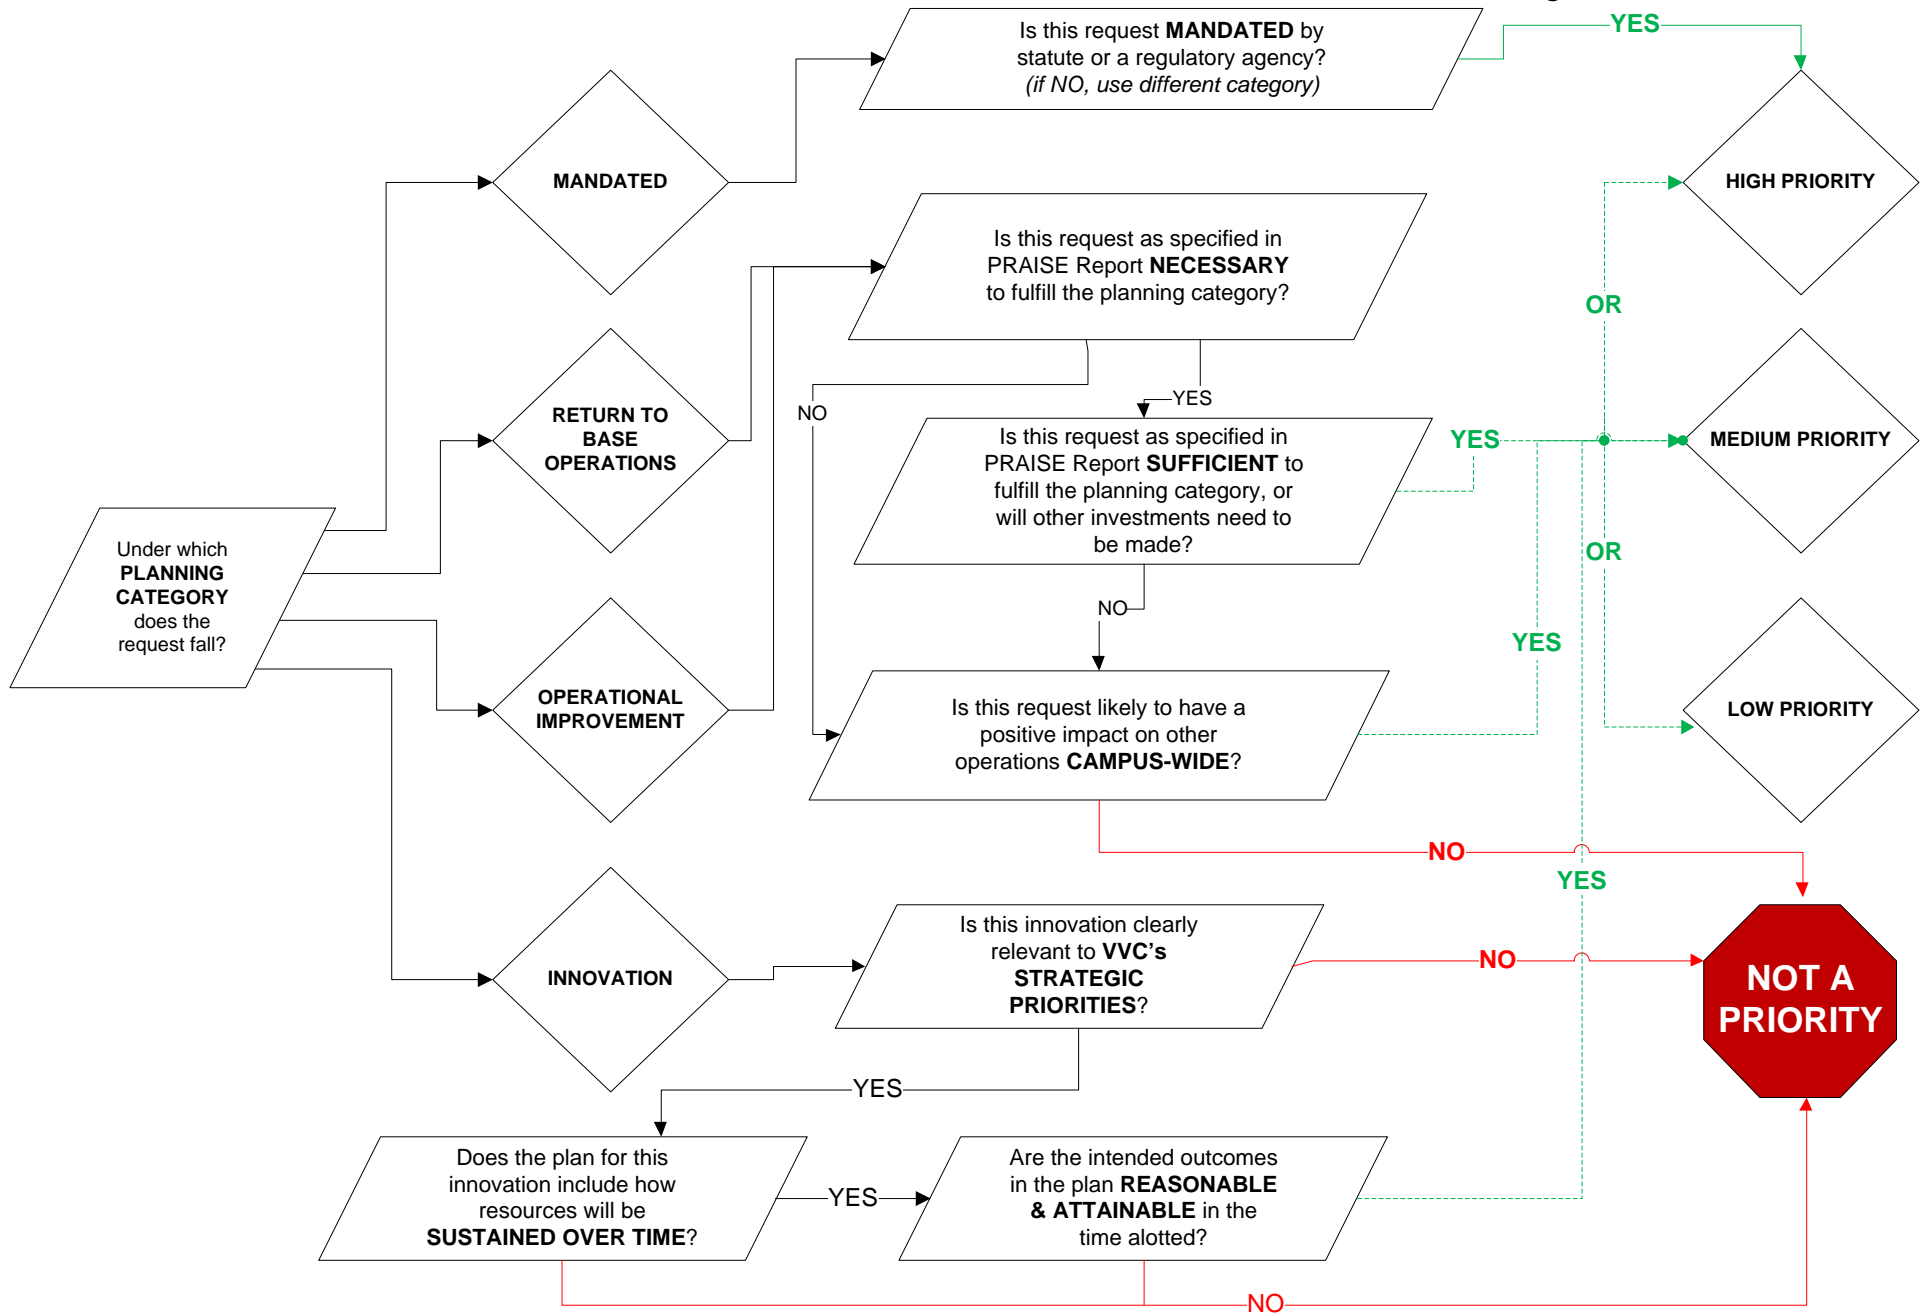 Is this request MANDATED by
statute or a regulatory agency?
(if NO, use different category)
YES
MANDATED
HIGH PRIORITY
Is this request as specified in
PRAISE Report NECESSARY
to fulfill the planning category?
OR
NO
YES
RETURN TO
BASE
OPERATIONS
Is this request as specified in
PRAISE Report SUFFICIENT to
fulfill the planning category, or
will other investments need to
be made?
YES
MEDIUM PRIORITY
OR
Under which
PLANNING
CATEGORY
does the
request fall?
NO
YES
OPERATIONAL
IMPROVEMENT
Is this request likely to have a
positive impact on other
operations CAMPUS-WIDE?
LOW PRIORITY
NO
YES
INNOVATION
Is this innovation clearly
relevant to VVC's
STRATEGIC
PRIORITIES?
NO
NOT A
PRIORITY
YES
Does the plan for this
innovation include how
resources will be
SUSTAINED OVER TIME?
YES
Are the intended outcomes
in the plan REASONABLE
& ATTAINABLE in the
time alotted?
NO